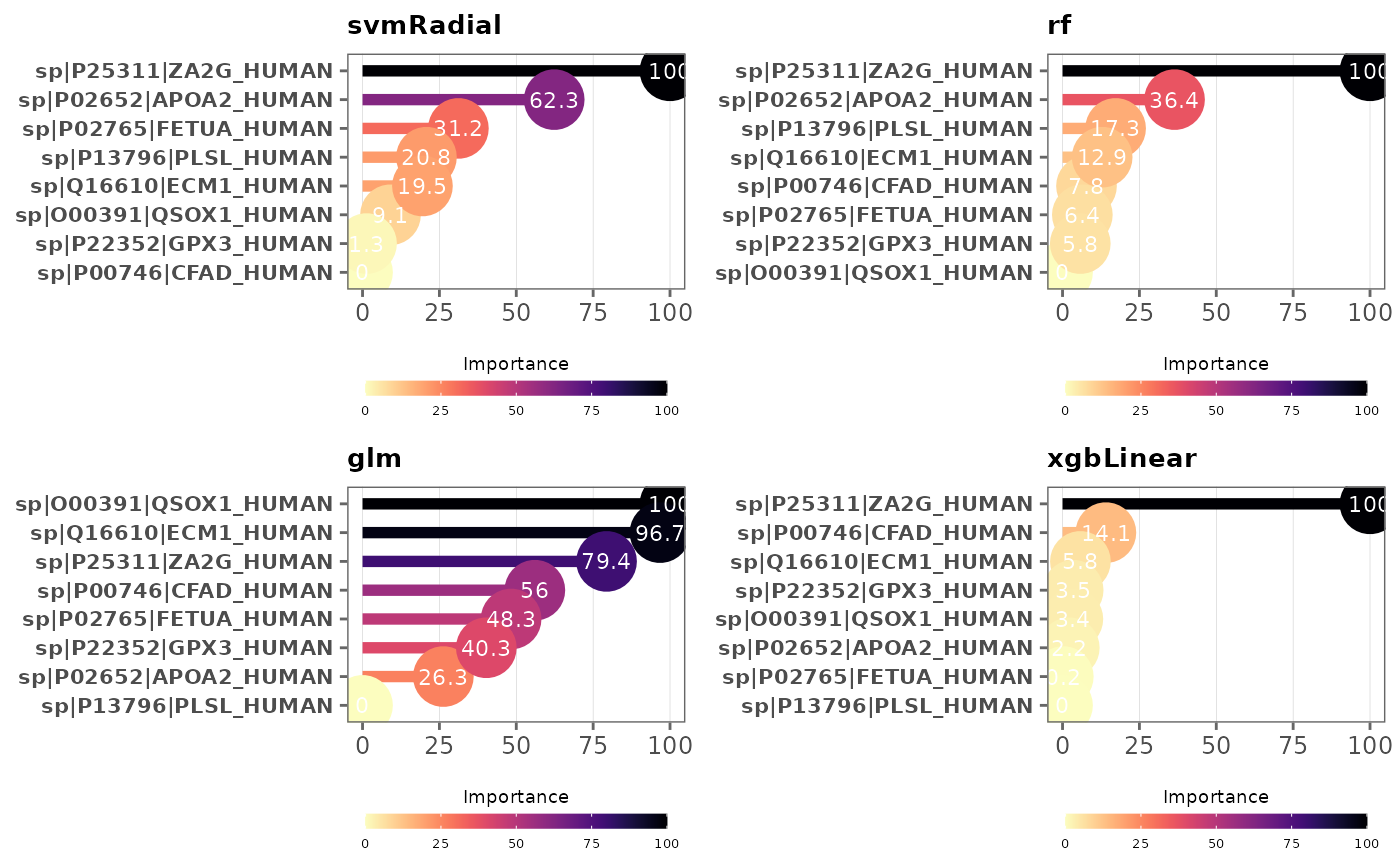 svmRadial
sp|P25311|ZA2G_HUMAN 100
sp|P02652|APOA2_HUMAN 62.3
sp|P02765|FETUA_HUMAN 31.2
sp|P13796|PLSL_HUMAN 20.8
sp|Q16610|ECM1_HUMAN 19.5
sp|O00391|QSOX1_HUMAN 9.1
sp|P22352|GPX3_HUMAN 1.3
sp|P00746|CFAD_HUMAN 0
0 25 50 75 100
Importance
0 25 50 75 100
rf
sp|P25311|ZA2G_HUMAN 100
sp|P02652|APOA2_HUMAN 36.4
sp|P13796|PLSL_HUMAN 17.3
sp|Q16610|ECM1_HUMAN 12.9
sp|P00746|CFAD_HUMAN 7.8
sp|P02765|FETUA_HUMAN 6.4
sp|P22352|GPX3_HUMAN 5.8
sp|O00391|QSOX1_HUMAN 0
0 25 50 75 100
Importance
0 25 50 75 100
glm
sp|O00391|QSOX1_HUMAN 100
sp|Q16610|ECM1_HUMAN 96.7
sp|P25311|ZA2G_HUMAN 79.4
sp|P00746|CFAD_HUMAN 56
sp|P02765|FETUA_HUMAN 48.3
sp|P22352|GPX3_HUMAN 40.3
sp|P02652|APOA2_HUMAN 26.3
sp|P13796|PLSL_HUMAN 0
0 25 50 75 100
Importance
0 25 50 75 100
xgbLinear
sp|P25311|ZA2G_HUMAN 100
sp|P00746|CFAD_HUMAN 14.1
sp|Q16610|ECM1_HUMAN 5.8
sp|P22352|GPX3_HUMAN 3.5
sp|O00391|QSOX1_HUMAN 3.4
sp|P02652|APOA2_HUMAN 2.2
sp|P02765|FETUA_HUMAN 0.2
sp|P13796|PLSL_HUMAN 0
0 25 50 75 100
Importance
0 25 50 75 100